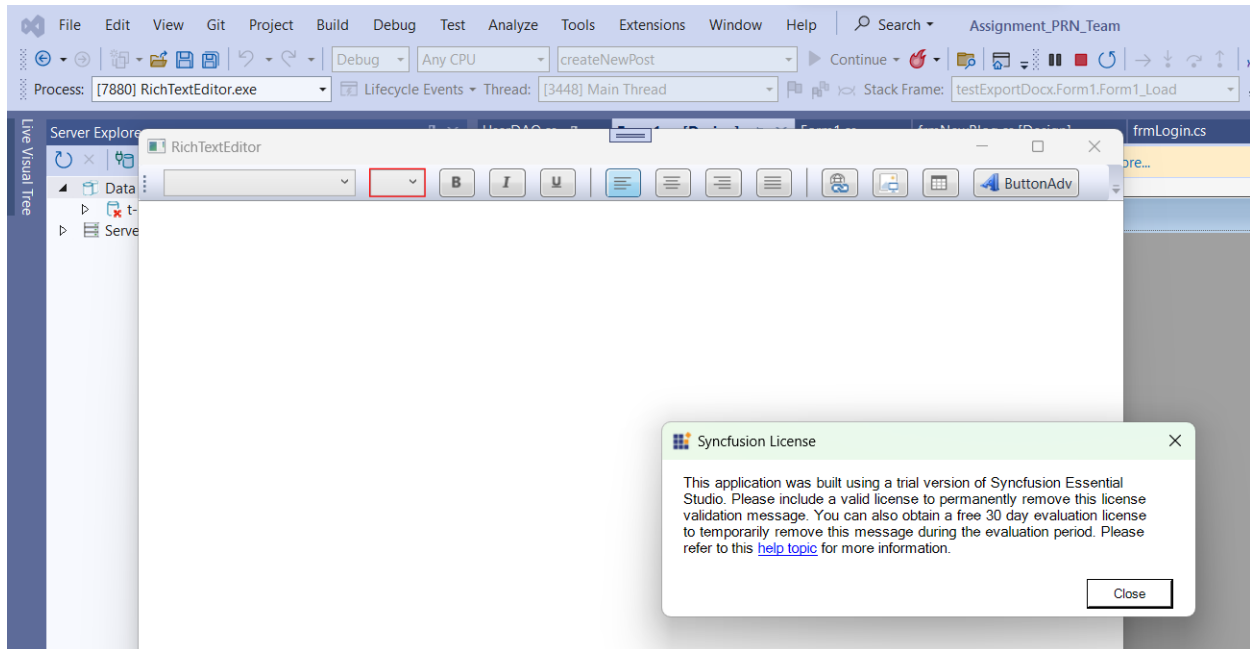 File Edit View Git Project Build Debug Test Analyze Tools Extensions Window Help Search Assignment_PRN_Team
Debug Any CPU createNewPost Continue
Process: [7880] RichTextEditor.exe Lifecycle Events Thread: [3448] Main Thread Stack Frame: testExportDocx.Form1.Form1_Load
Live Visual Tree
Server Explore
frmLogin.cs
RichTextEditor
ore...
B I U ButtonAdv
Data
t-
Serve
Syncfusion License
This application was built using a trial version of Syncfusion Essential
Studio. Please include a valid license to permanently remove this license
validation message. You can also obtain a free 30 day evaluation license
to temporarily remove this message during the evaluation period. Please
refer to this help topic for more information.
Close